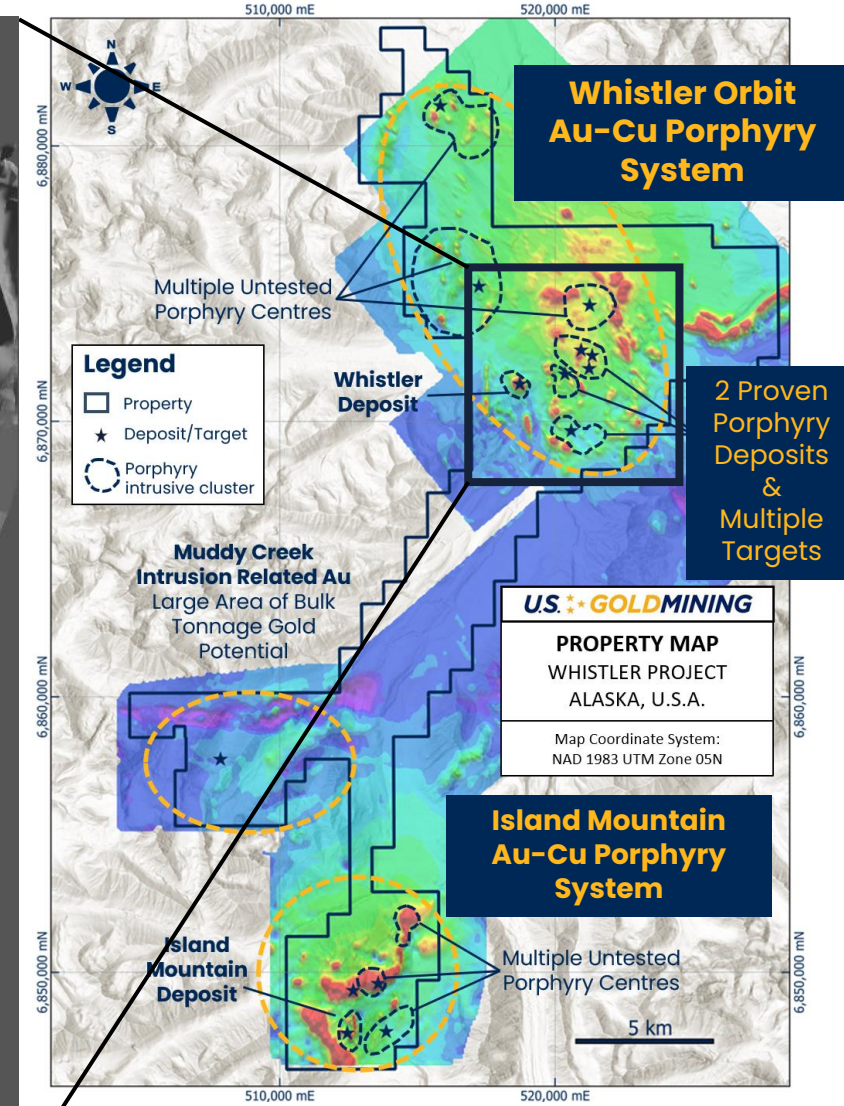 510,000 mE
520,000 mE
N
W
E
S
6,880,000 mN
Whistler Orbit
Au-Cu Porphyry
System
Multiple Untested
Porphyry Centres
Legend
Property
Deposit/Target
Porphyry
intrusive cluster
Whistler
Deposit
6,870,000 mN
2 Proven
Porphyry
Deposits
&
Multiple
Targets
Muddy Creek
Intrusion Related Au
Large Area of Bulk
Tonnage Gold
Potential
U.S. GOLDMINING
PROPERTY MAP
WHISTLER PROJECT
ALASKA, U.S.A.
Map Coordinate System:
NAD 1983 UTM Zone 05N
6,860,000 mN
6,860,000 mN
Island Mountain
Au-Cu Porphyry
System
Island
Mountain
Deposit
Multiple Untested
Porphyry Centres
6,850,000 mN
6,850,000 mN
5 km
510,000 mE
520,000 mE